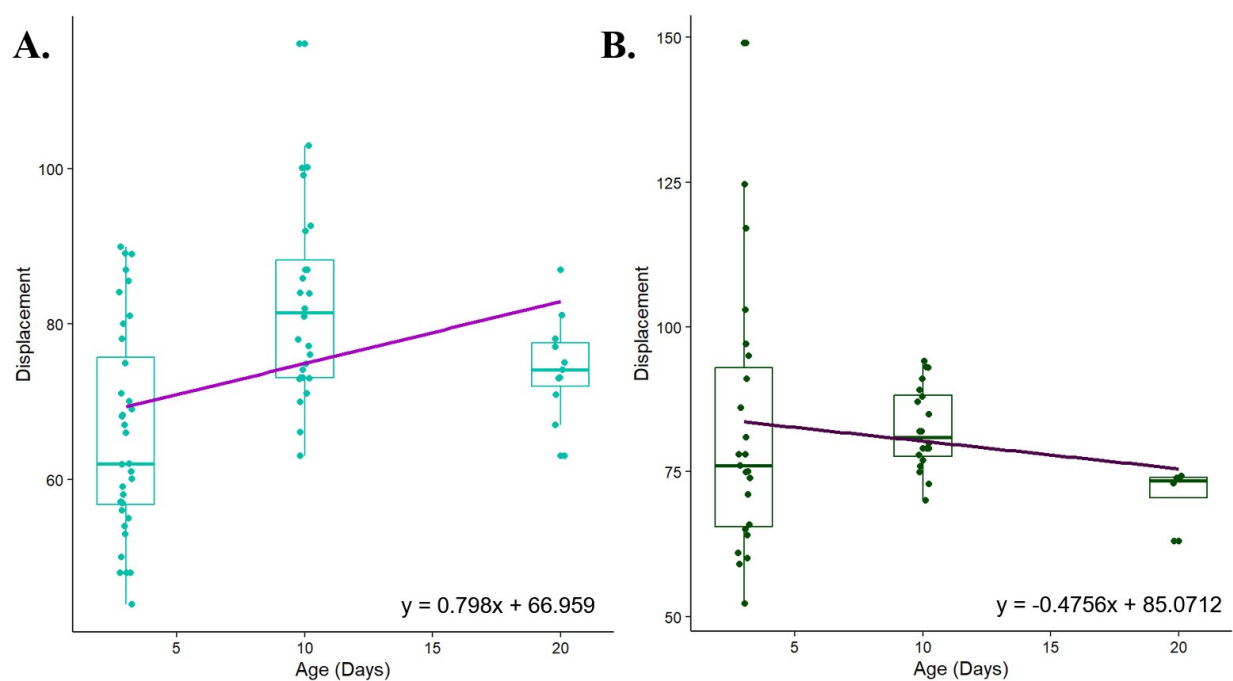 A.
100
80
60
Displacement
5
10
15
20
Age (Days)
y = 0.798x + 66.959
B.
150
125
100
75
50
Displacement
5
10
15
20
Age (Days)
y = -0.4756x + 85.0712